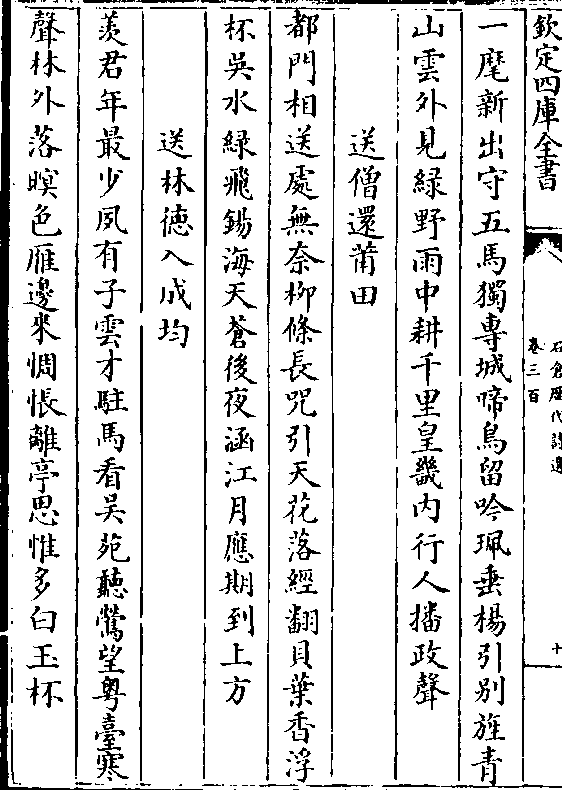 欽定四庫全書
石倉歷代詩選
卷三百
十
一麾新出守五馬獨專城啼鳥留吟珮垂楊引别旌青
山雲外見緑野雨中耕千里皇畿内行人播政聲
送僧還莆田
都門相送處無奈柳條長咒引天花落經翻貝葉香浮
杯吳水緑飛錫海天蒼後夜涵江月應期到上方
送林徳入成均
羨君年最少夙有子雲才駐馬看吳苑聽鶯望粤臺寒
聲林外落暝色雁邊來惆悵離亭思惟多白玉杯